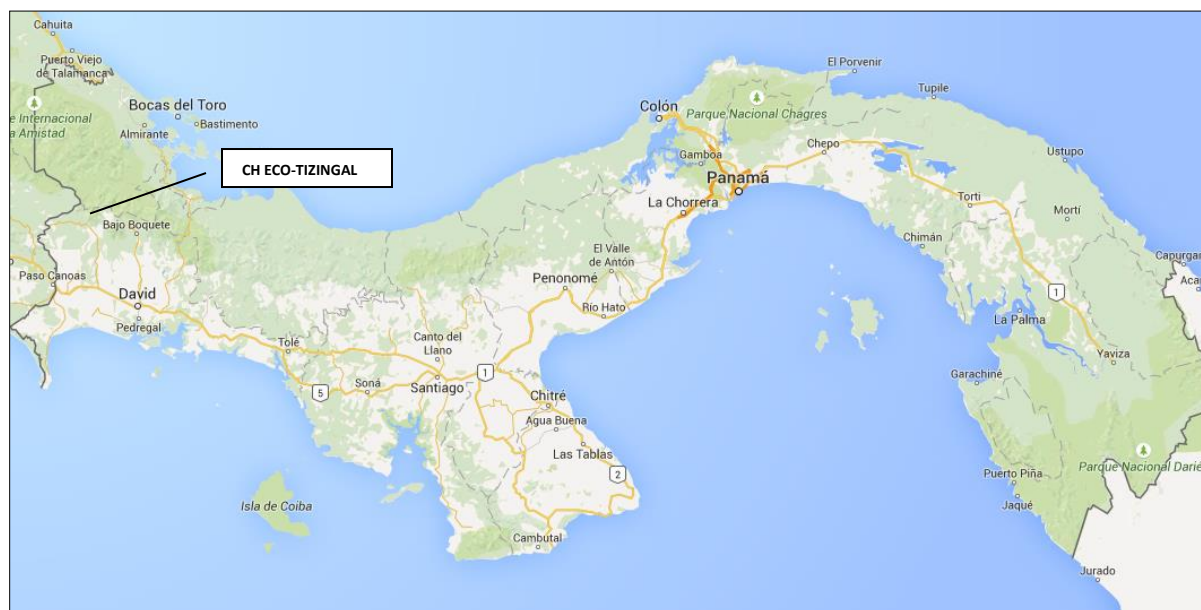 Cahuita
Puerto Viejo
de Talamanca
e Internacional
a Amistad
Bocas del Toro
Bastimento
Almirante
CH ECO-TIZINGAL
Bajo Boquete
Paso Canoas
David
Pedregal
Tolé
Canto del
Llano
Santiago
Soná
5
1
Isla de Coiba
Chitré
Agua Buena
Las Tablas
2
Cambutal
Penonomé
El Valle
de Antón
Río Hato
Colón
Parque Nacional Chagres
Gamboa
Panamá
La Chorrera
El Porvenir
Chepo
Tupile
Ustupo
Torti
Mortí
Chimán
Capurgan
Aca
1
La Palma
Yaviza
Garachiné
Puerto Piña
Jaqué
Parque Nacional Darié
Jurado